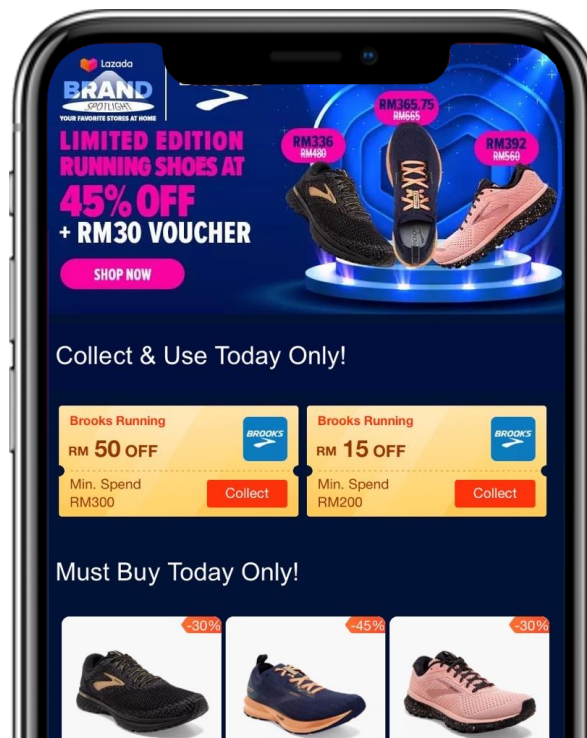 Lazada
BRAND
SPOTLIGHT
YOUR FAVORITE STORES AT HOME
LIMITED EDITION
RUNNING SHOES AT
45% OFF
+ RM30 VOUCHER
SHOP NOW
RM336
RM480
RM365.75
RM665
RM392
RM560
Collect & Use Today Only!
Brooks Running
RM 50 OFF
BROOKS
Min. Spend
RM300
Collect
Brooks Running
RM 15 OFF
BROOKS
Min. Spend
RM200
Collect
Must Buy Today Only!
-30%
-45%
-30%